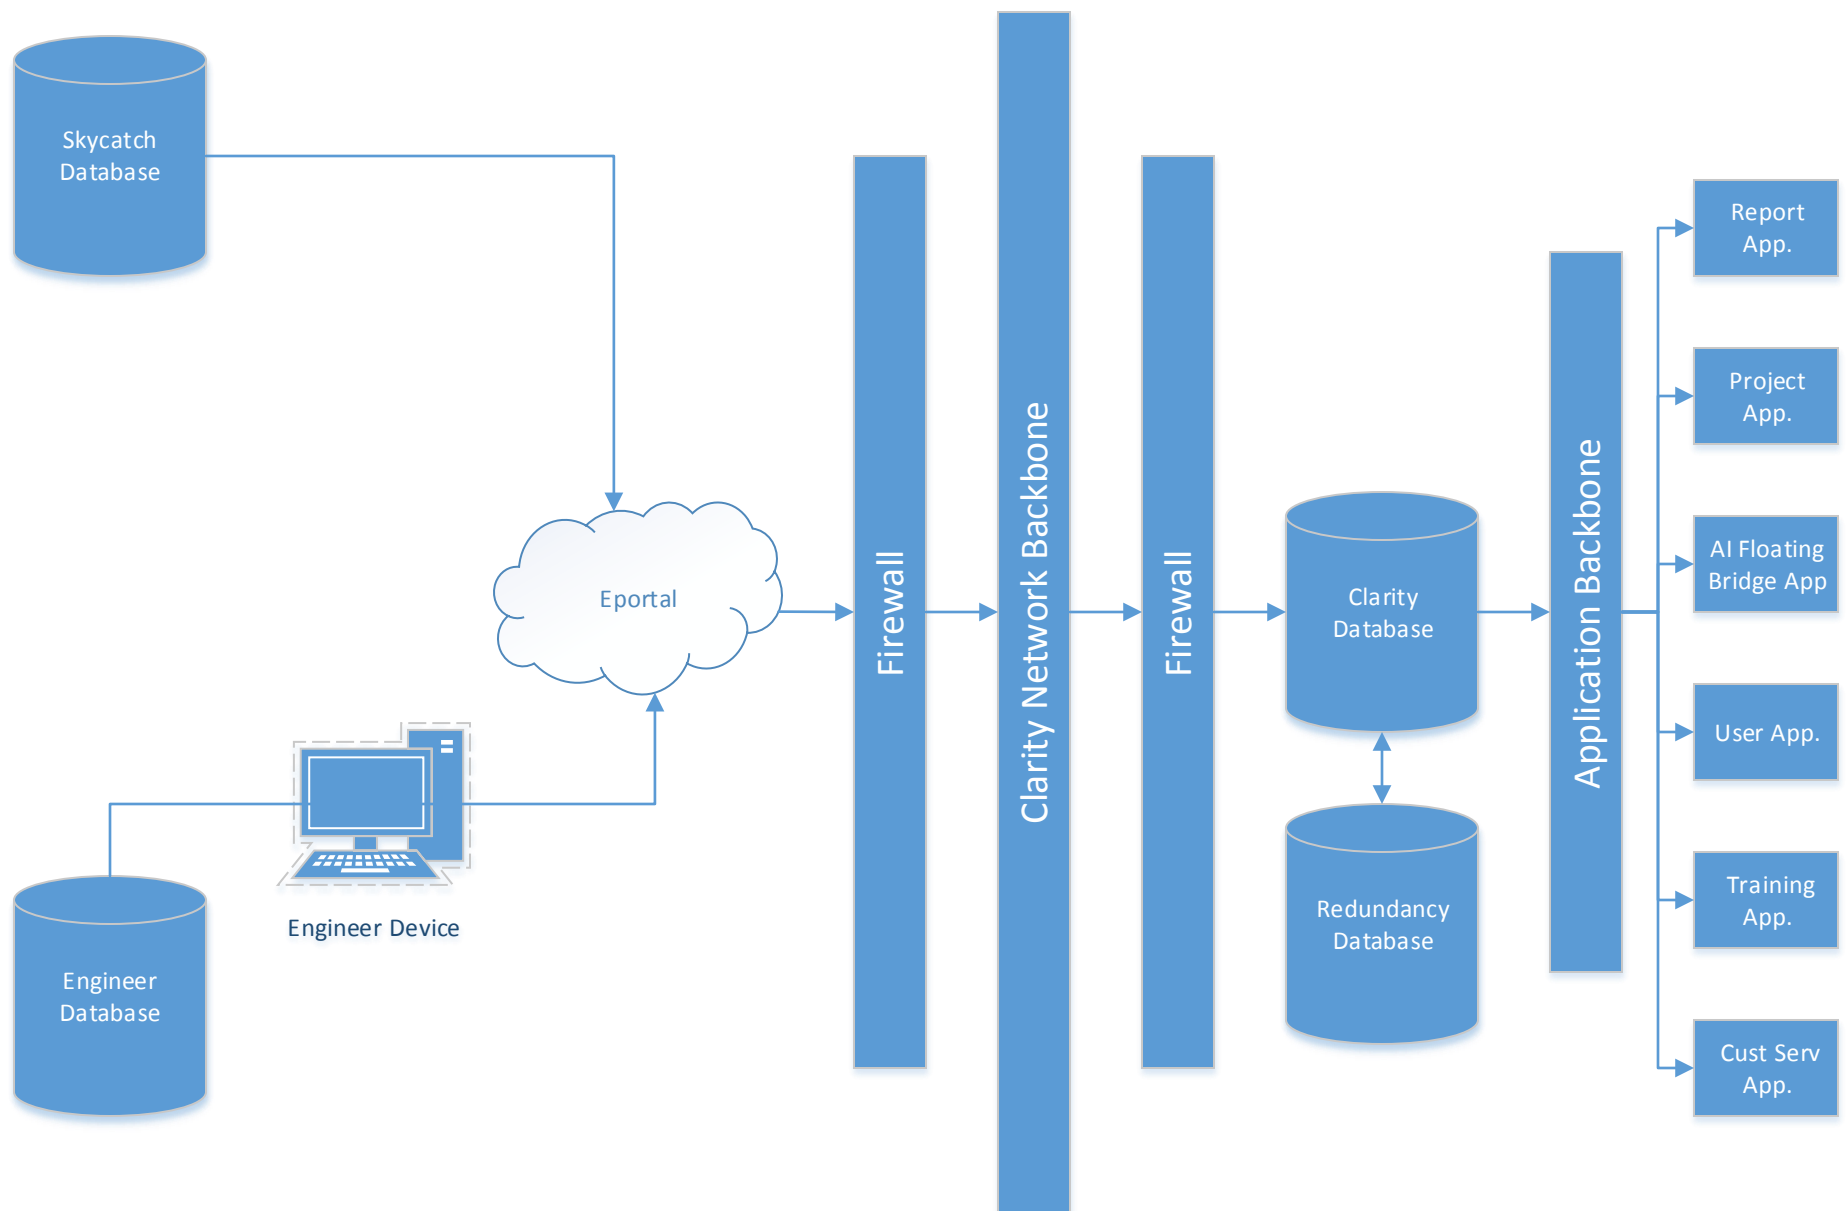 Skycatch
Database
Eportal
Engineer Device
Engineer
Database
Firewall
Clarity Network Backbone
Firewall
Clarity
Database
Redundancy
Database
Application Backbone
Report
App.
Project
App.
AI Floating
Bridge App
User App.
Training
App.
Cust Serv
App.